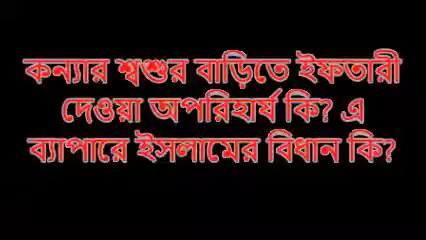 কন্যার শ্বশুর বাড়িতে ইফতারী
দেওয়া অপরিহার্য কি? এ
ব্যাপারে ইসলামের বিধান কি?